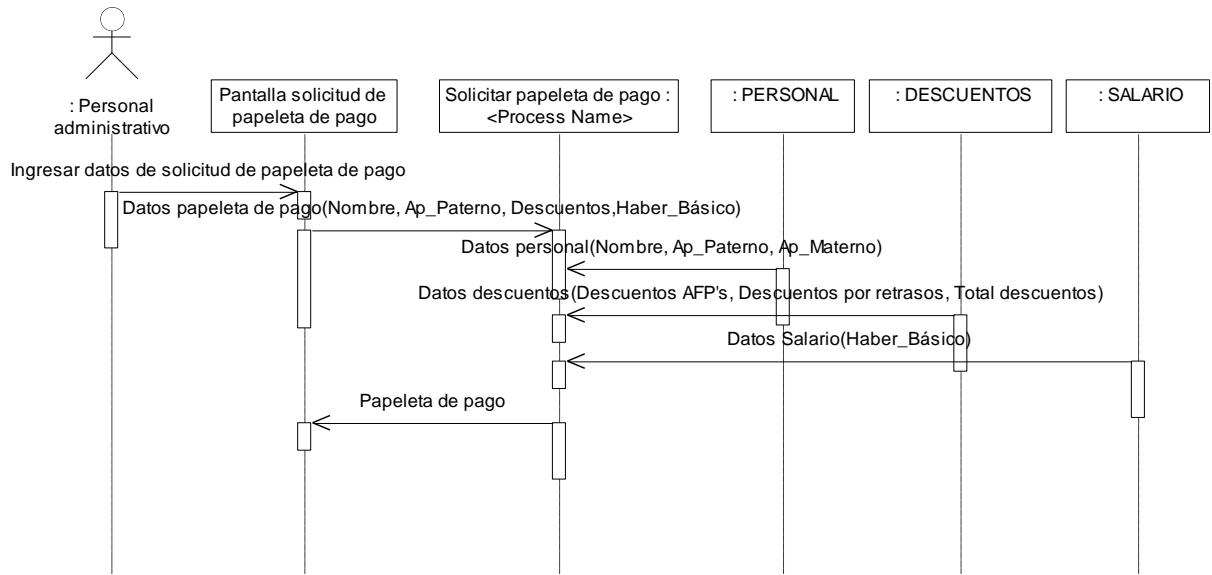 : Personal
administrativo
Pantalla solicitud de
papeleta de pago
Solicitar papeleta de pago :
<Process Name>
: PERSONAL
: DESCUENTOS
: SALARIO
Ingresar datos de solicitud de papeleta de pago
Datos papeleta de pago(Nombre, Ap_Paterno, Descuentos,Haber_Básico)
Datos personal(Nombre, Ap_Paterno, Ap_Materno)
Datos descuentos(Descuentos AFP's, Descuentos por retrasos, Total descuentos)
Datos Salario(Haber_Básico)
Papeleta de pago